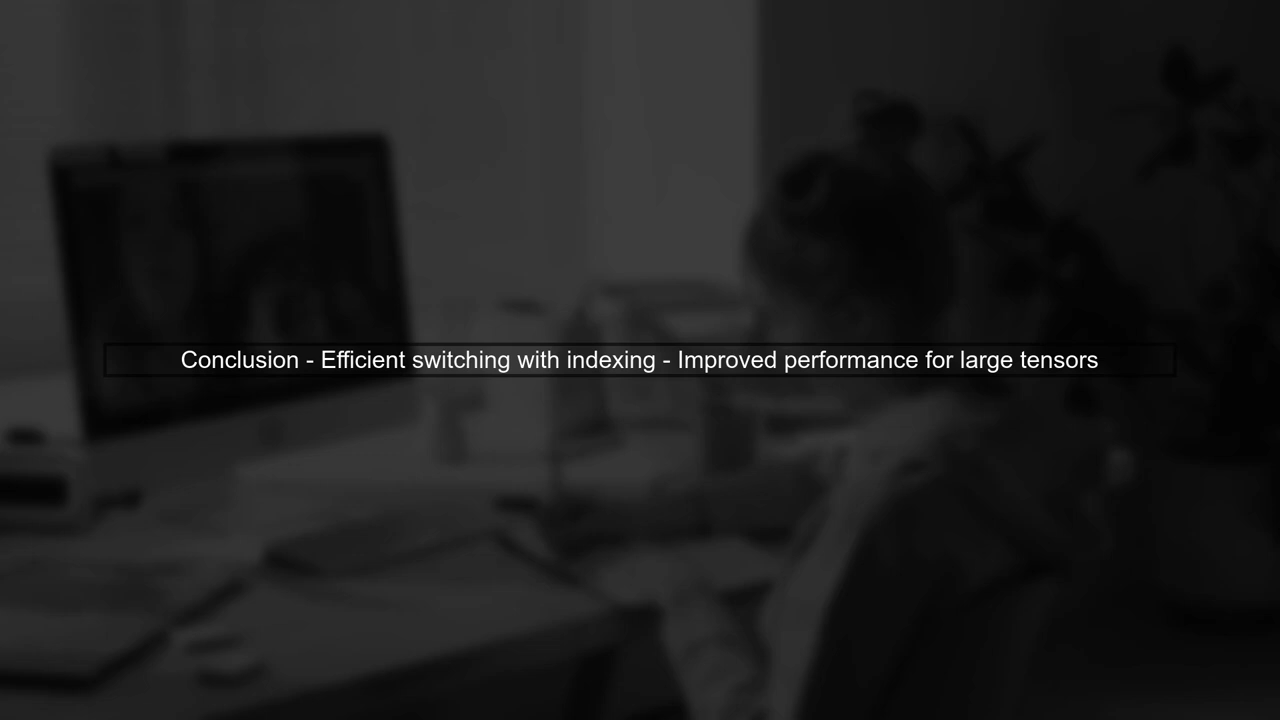 Conclusion - Efficient switching with indexing - Improved performance for large tensors